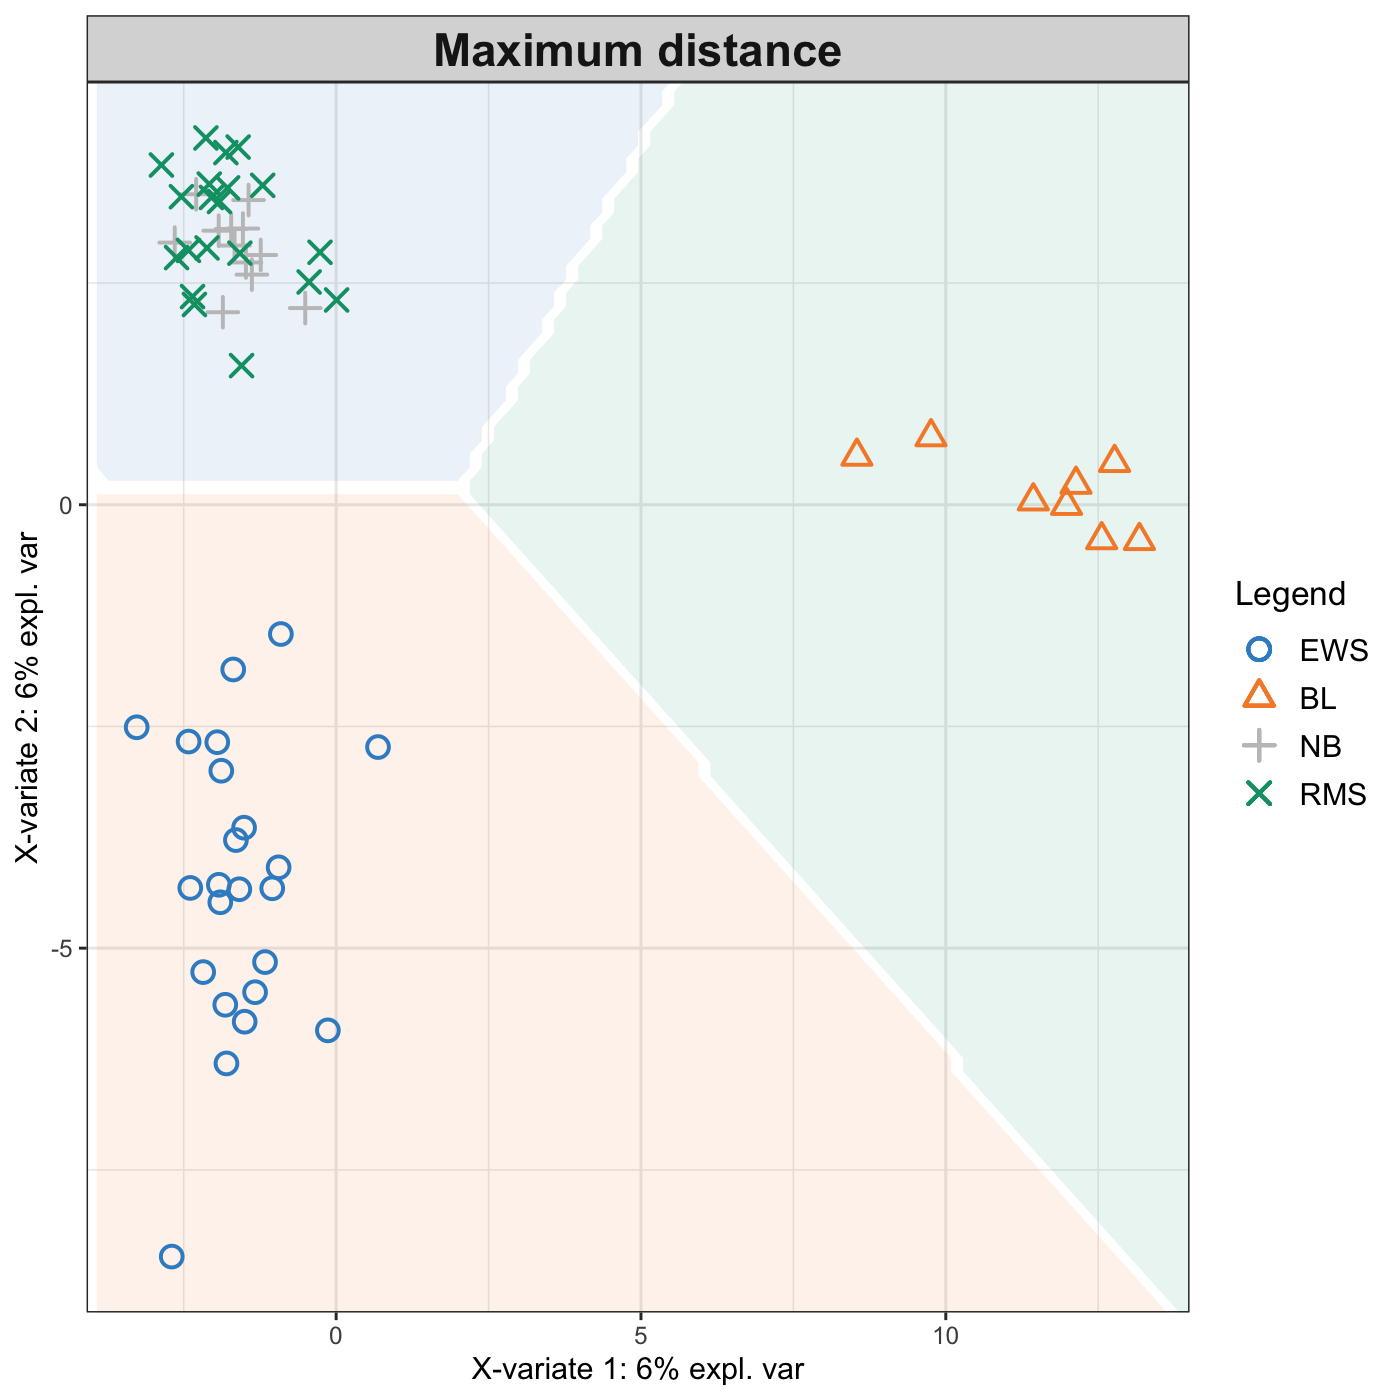 Maximum distance
X-variate 2: 6% expl. var
0
-5
0
5
10
X-variate 1: 6% expl. var
Legend
EWS
BL
NB
RMS